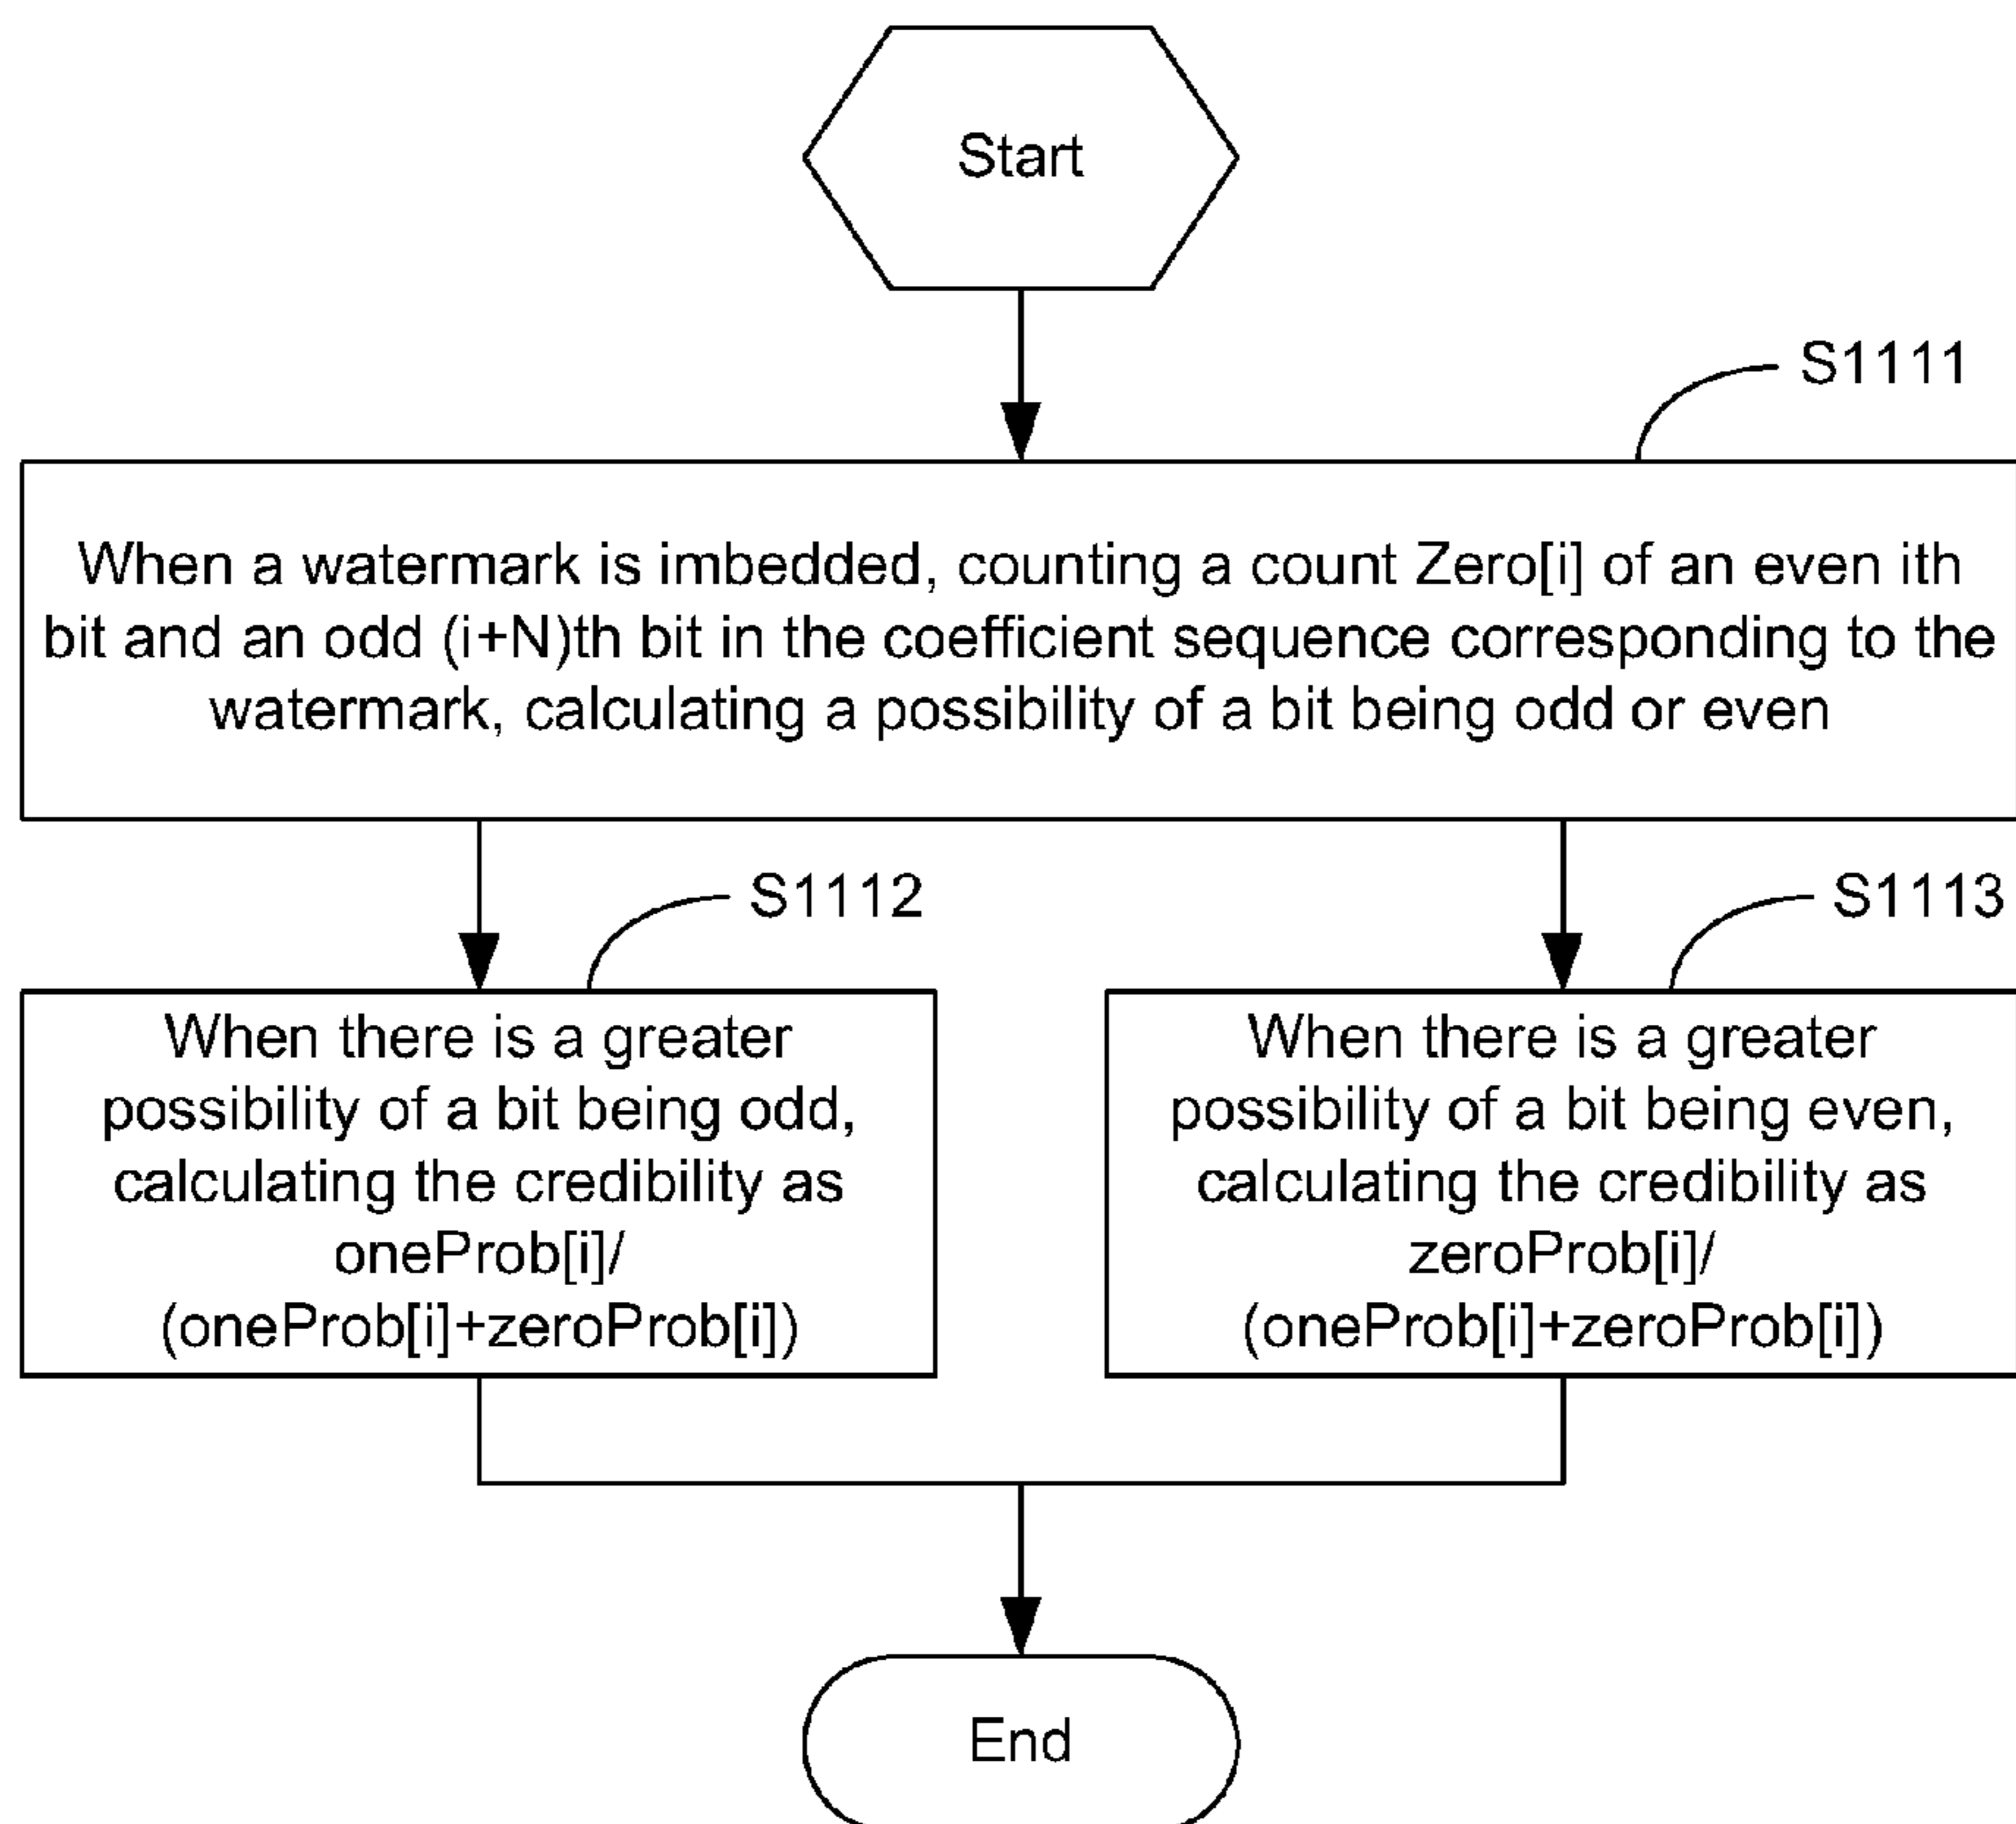 Start
S1111
When a watermark is imbedded, counting a count Zero[i] of an even ith
bit and an odd (i+N)th bit in the coefficient sequence corresponding to the
watermark, calculating a possibility of a bit being odd or even
S1112
When there is a greater
possibility of a bit being odd,
calculating the credibility as
oneProb[i]/
(oneProb[i]+zeroProb[i])
S1113
When there is a greater
possibility of a bit being even,
calculating the credibility as
zeroProb[i]/
(oneProb[i]+zeroProb[i])
End